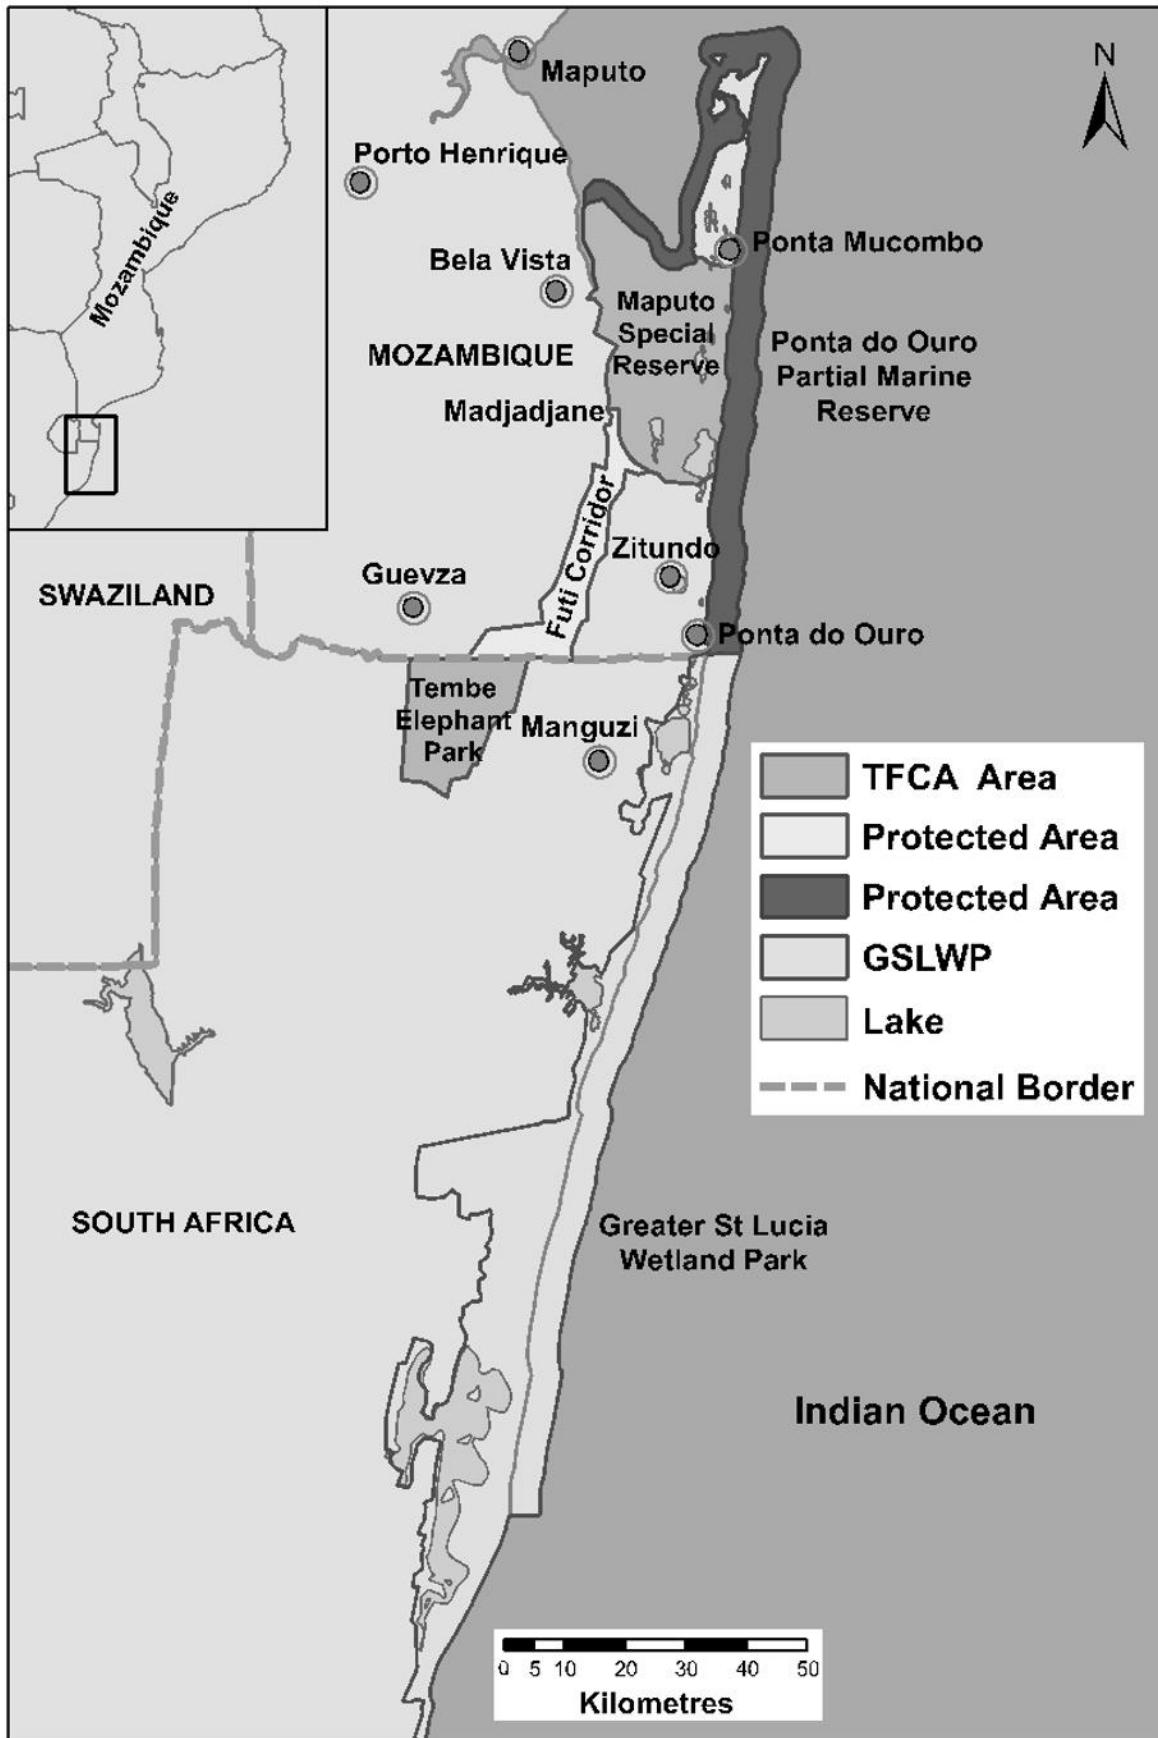 N
Maputo
Porto Henrique
Mozambique
Ponta Mucombo
Bela Vista
Maputo
Special
Reserve
MOZAMBIQUE
Ponta do Ouro
Partial Marine
Reserve
Madjadjane
Futi Corridor
Zitundo
Guevza
SWAZILAND
Ponta do Ouro
Tembe
Elephant
Park
Manguzi
TFCA Area
Protected Area
Protected Area
GSLWP
Lake
National Border
SOUTH AFRICA
Greater St Lucia
Wetland Park
Indian Ocean
0 5 10 20 30 40 50
Kilometres